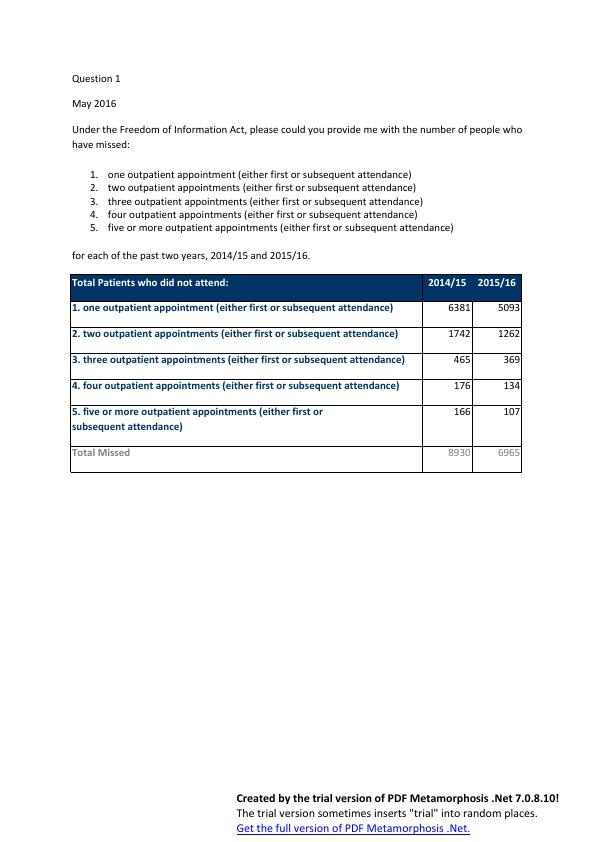 Question 1
May 2016
Under the Freedom of Information Act, please could you provide me with the number of people who
have missed:
1. one outpatient appointment (either first or subsequent attendance)
2. two outpatient appointments (either first or subsequent attendance)
3. three outpatient appointments (either first or subsequent attendance)
4. four outpatient appointments (either first or subsequent attendance)
5. five or more outpatient appointments (either first or subsequent attendance)
for each of the past two years, 2014/15 and 2015/16.
Total Patients who did not attend: 2014/15 2015/16
1. one outpatient appointment (either first or subsequent attendance) 6381 5093
2. two outpatient appointments (either first or subsequent attendance) 1742 1262
3. three outpatient appointments (either first or subsequent attendance) 465 369
4. four outpatient appointments (either first or subsequent attendance) 176 134
5. five or more outpatient appointments (either first or 166 107
subsequent attendance)
Total Missed 8930 6965
Created by the trial version of PDF Metamorphosis .Net 7.0.8.10!
The trial version sometimes inserts "trial" into random places.
Get the full version of PDF Metamorphosis .Net.